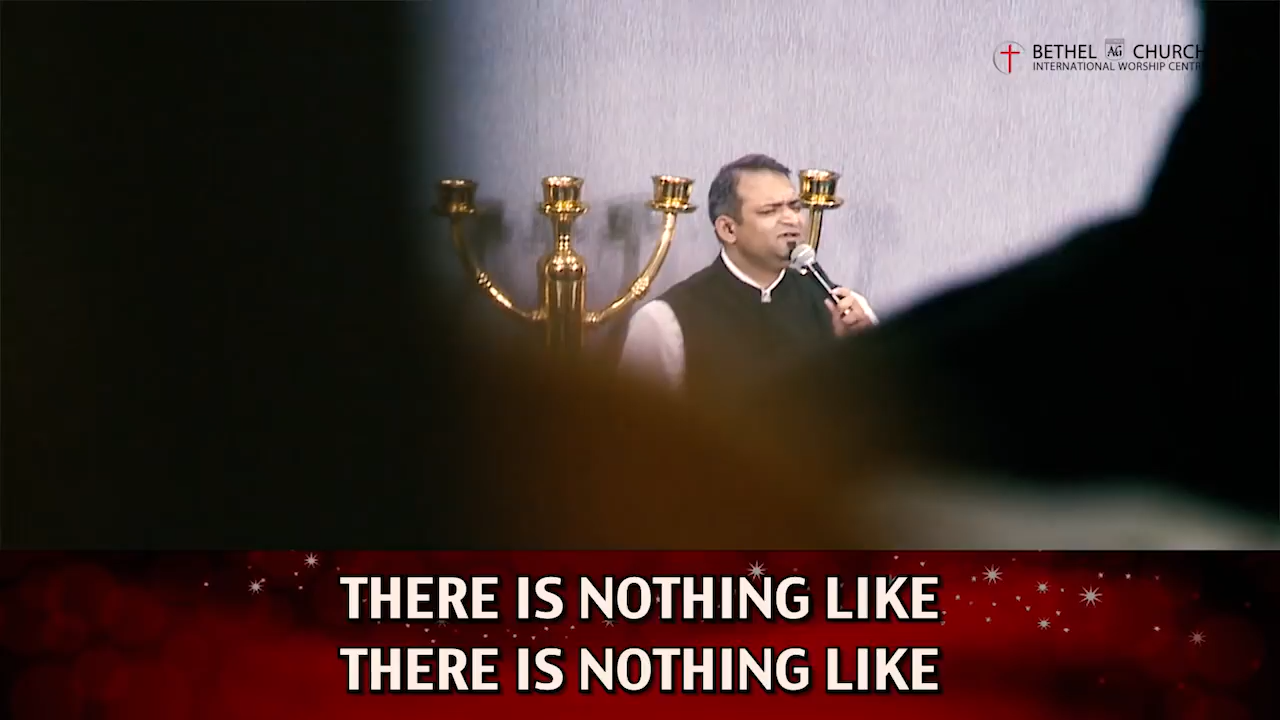 BETHEL AG CHURCH
INTERNATIONAL WORSHIP CENTRE
THERE IS NOTHING LIKE
THERE IS NOTHING LIKE